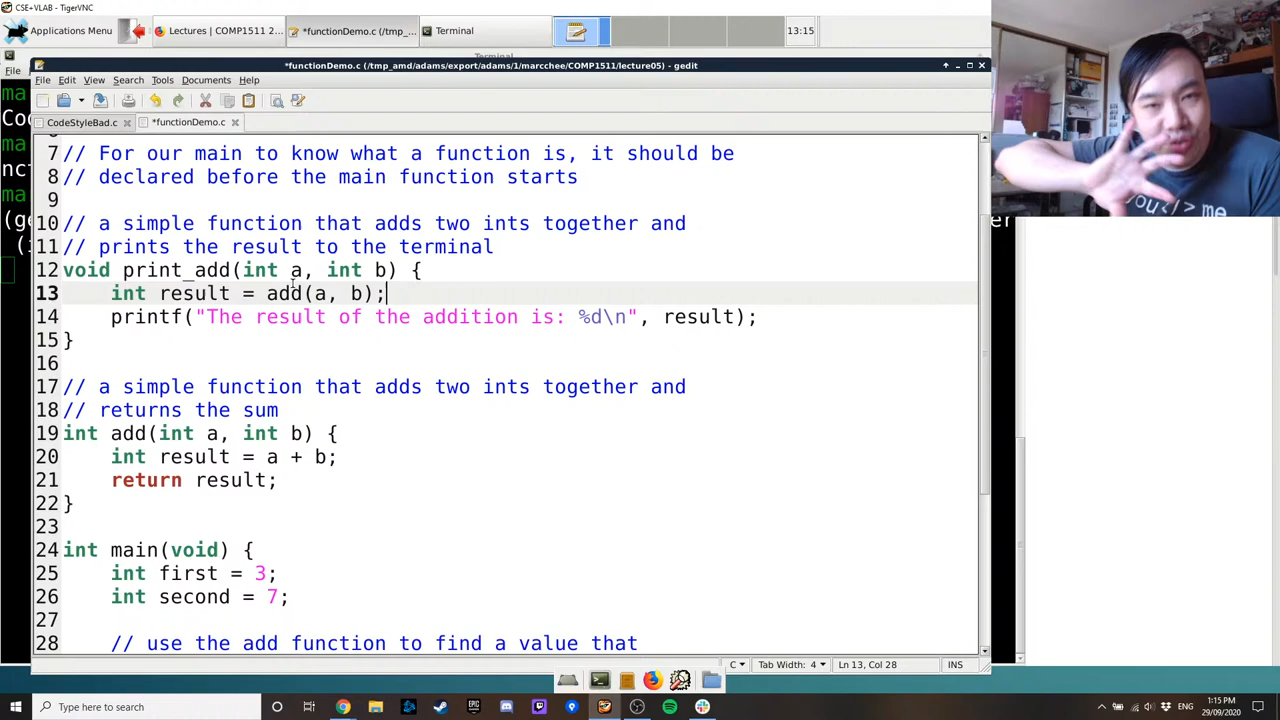 CSE+VLAB - TigerVNC
Applications Menu
Lectures | COMP1511 2...
*functionDemo.c (/tmp_...
Terminal
13:15
Terminal
*functionDemo.c (/tmp_amd/adams/export/adams/1/marcchee/COMP1511/lecture05) - gedit
File
File Edit View Search Tools Documents Help
CodeStyleBad.c
*functionDemo.c
7 // For our main to know what a function is, it should be
8 // declared before the main function starts
9
10 // a simple function that adds two ints together and
11 // prints the result to the terminal
12 void print_add(int a, int b) {
13 int result = add(a, b);
14 printf("The result of the addition is: %d\n", result);
15 }
16
17 // a simple function that adds two ints together and
18 // returns the sum
19 int add(int a, int b) {
20 int result = a + b;
21 return result;
22 }
23
24 int main(void) {
25 int first = 3;
26 int second = 7;
27
28 // use the add function to find a value that
C
Tab Width: 4
Ln 13, Col 28
INS
Type here to search
ENG
1:15 PM
29/09/2020